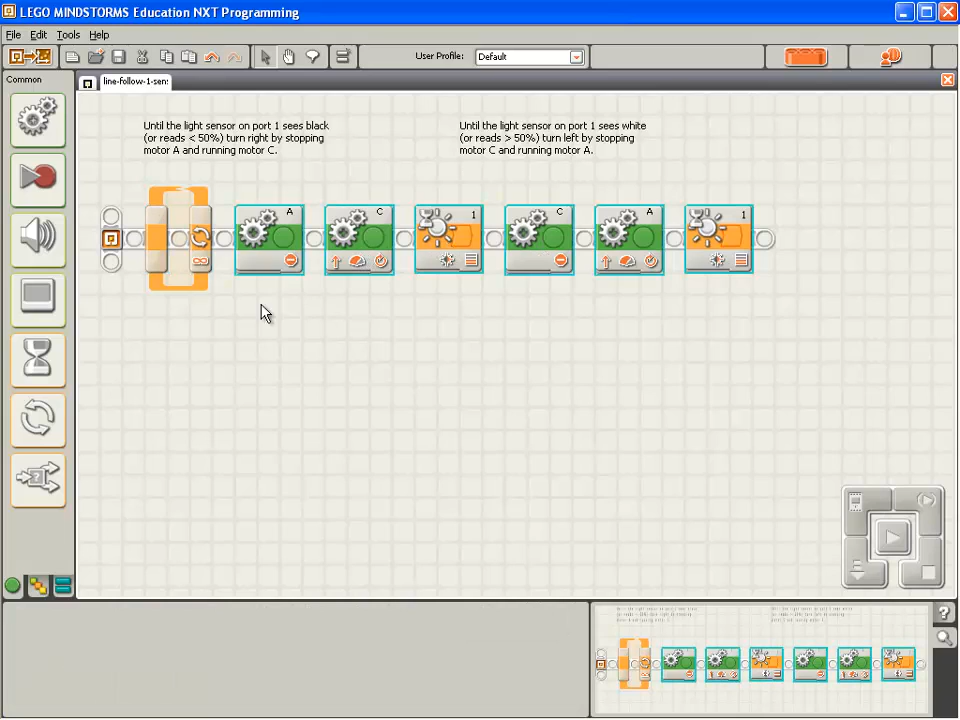 LEGO MINDSTORMS Education NXT Programming
File Edit Tools Help
User Profile: Default
Common
line-follow-1-sen:
Until the light sensor on port 1 sees black
(or reads < 50%) turn right by stopping
motor A and running motor C.
Until the light sensor on port 1 sees white
(or reads > 50%) turn left by stopping
motor C and running motor A.
A C 1 C A 1
?